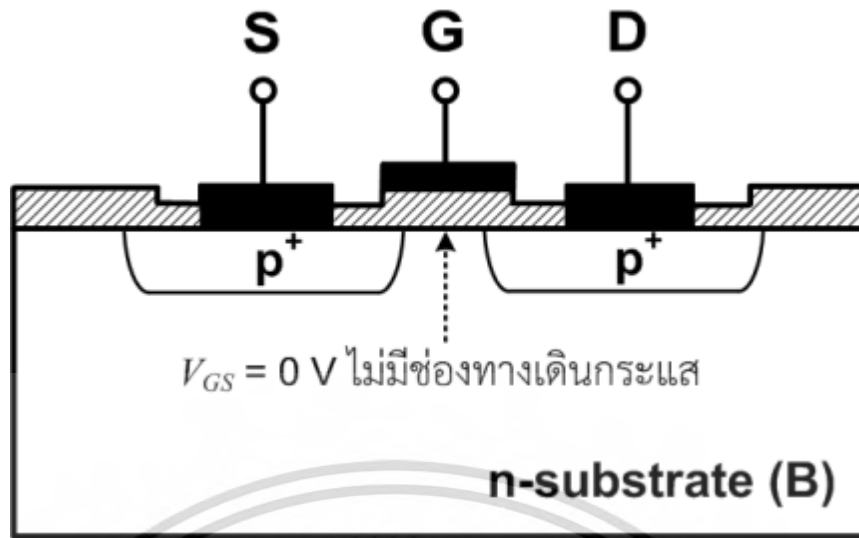 S G D
p+ p+
V_GS = 0 V ไม่มีช่องทางเดินกระแส
n-substrate (B)